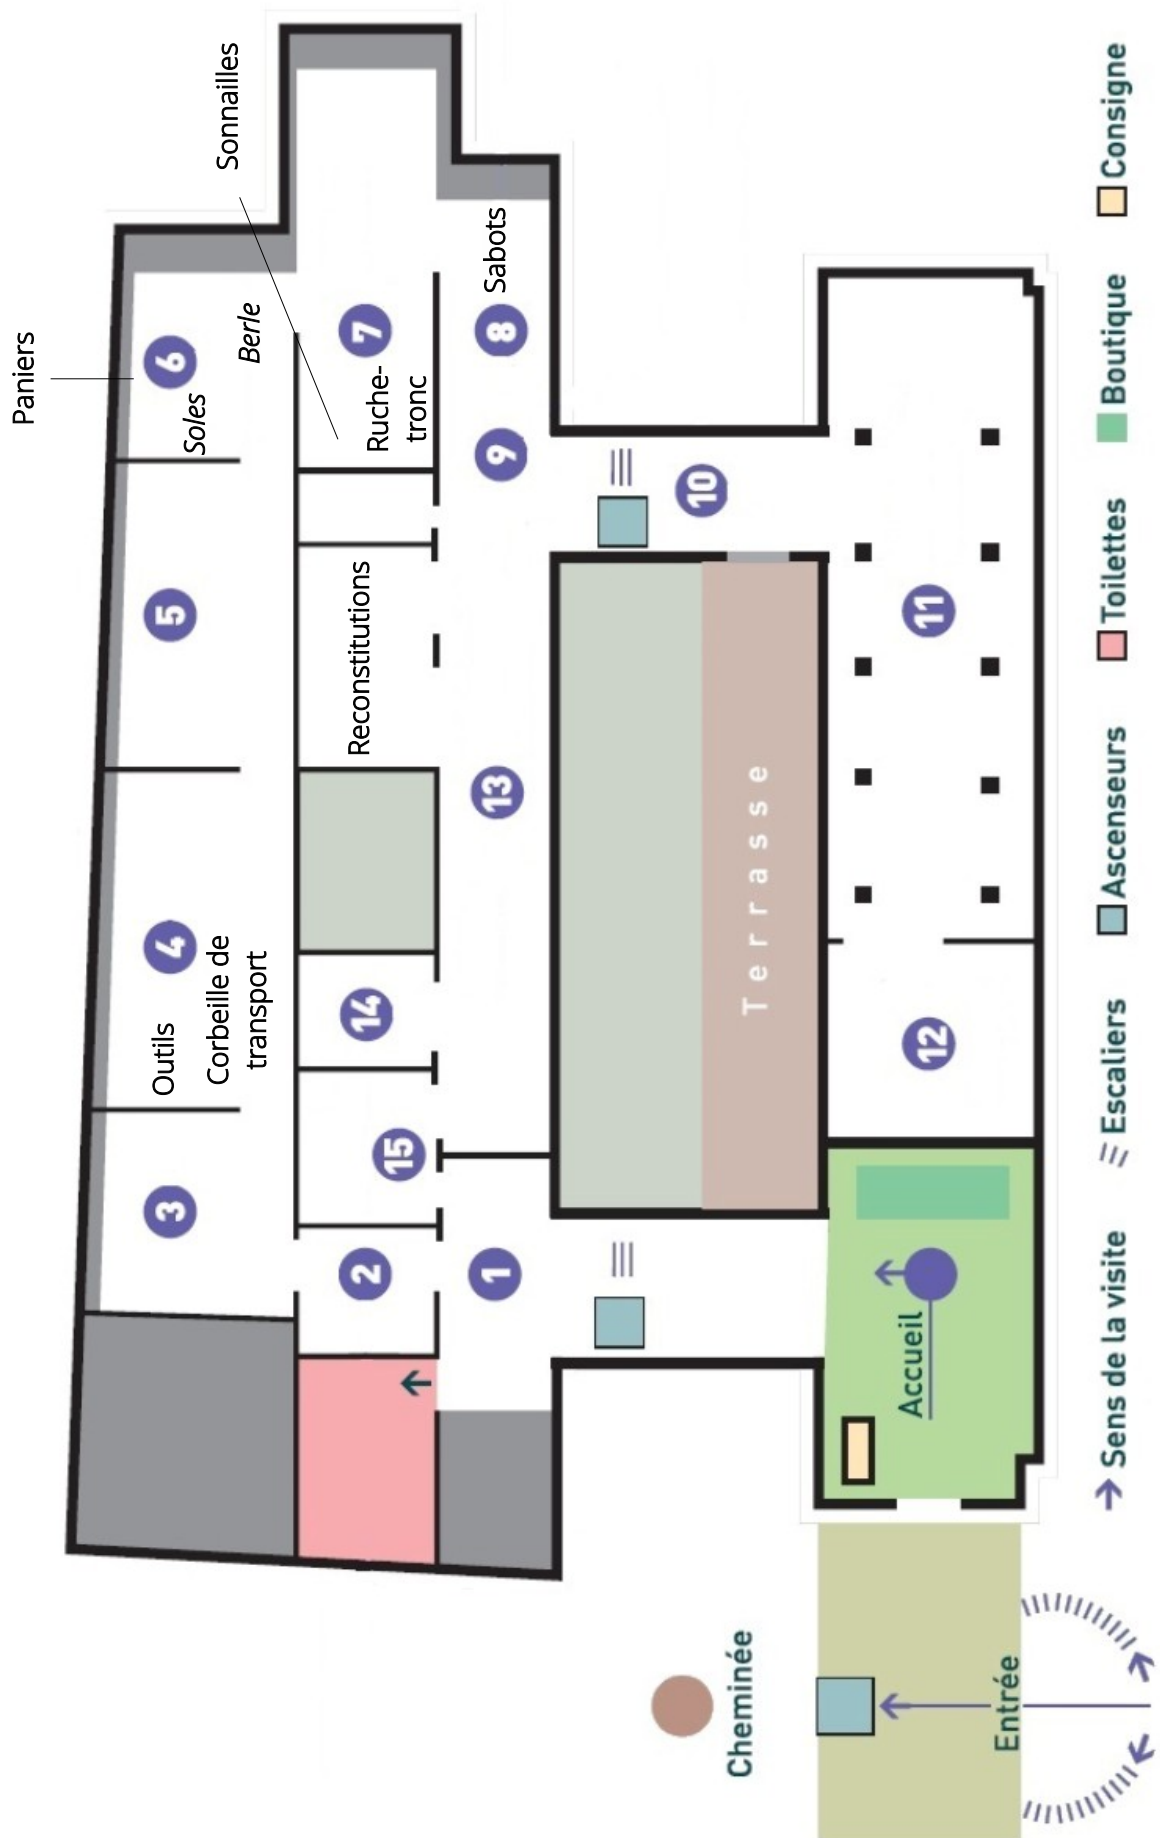 Paniers
Sonnailles
6
Soles
Berle
7
Ruche-
tronc
8
Sabots
9
5
Reconstitutions
10
11
4
Outils
Corbeille de
transport
13
14
Terrasse
3
15
12
2
1
Accueil
Cheminée
Entrée
Sens de la visite
Escaliers
Ascenseurs
Toilettes
Boutique
Consigne